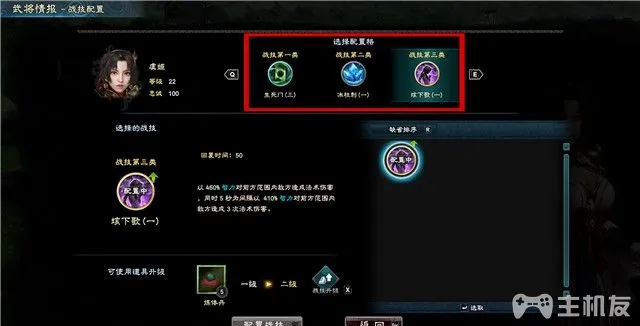 武将情报 - 战技配置
选择配置格
虞姬
等级 22
忠诚 100
Q
战技第一类
生死门(三)
战技第二类
冰柱刺(一)
战技第三类
垓下歌(一)
E
选择的战技
缺省排序 R
战技第三类
回复时间: 50
配置中
配置中
以 460% 智力对前方范围内敌方造成法术伤害
,同时 5 秒为间隔以 410% 智力对前方范围内
敌方造成 3 次法术伤害.
垓下歌(一)
可使用道具升级
5
炼体丹
一级
二级
战技升级 X
选取
配置战技
返回
主机友